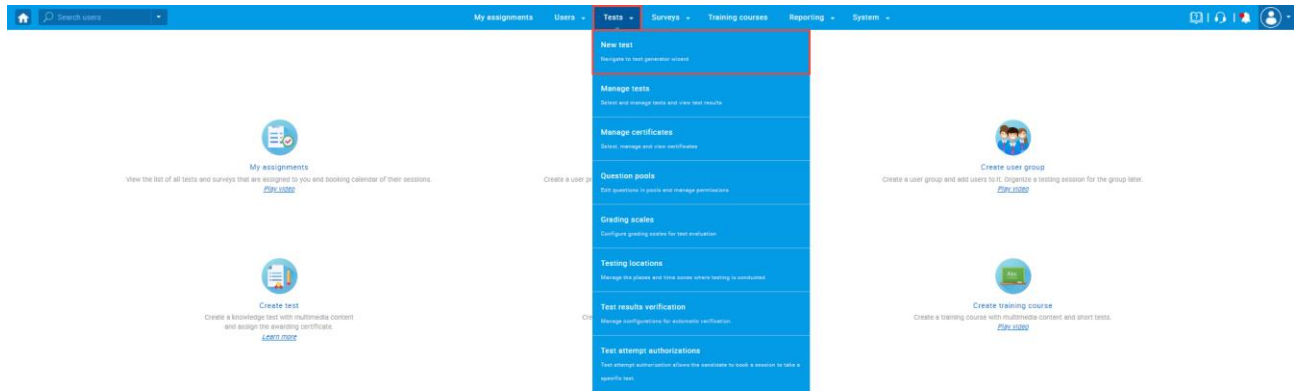 Search users
My assignments Users Tests Surveys Training courses Reporting System
New test
Navigate to test generator wizard
Manage tests
Select and manage tests and view test results
Manage certificates
Select, manage and view certificates
Question pools
Edit questions in pools and manage permissions
Grading scales
Configure grading scales for test evaluation
Testing locations
Manage the places and time zones where testing is conducted
Test results verification
Manage configurations for automatic verification.
Test attempt authorizations
Test attempt authorization allows the candidate to book a session to take a
specific test.
My assignments
View the list of all tests and surveys that are assigned to you and booking calendar of their sessions.
Play video
Create a user
Create user group
Create a user group and add users to it. Organize a testing session for the group later.
Play video
Create test
Create a knowledge test with multimedia content
and assign the awarding certificate.
Learn more
Create training course
Create a training course with multimedia content and short tests.
Play video